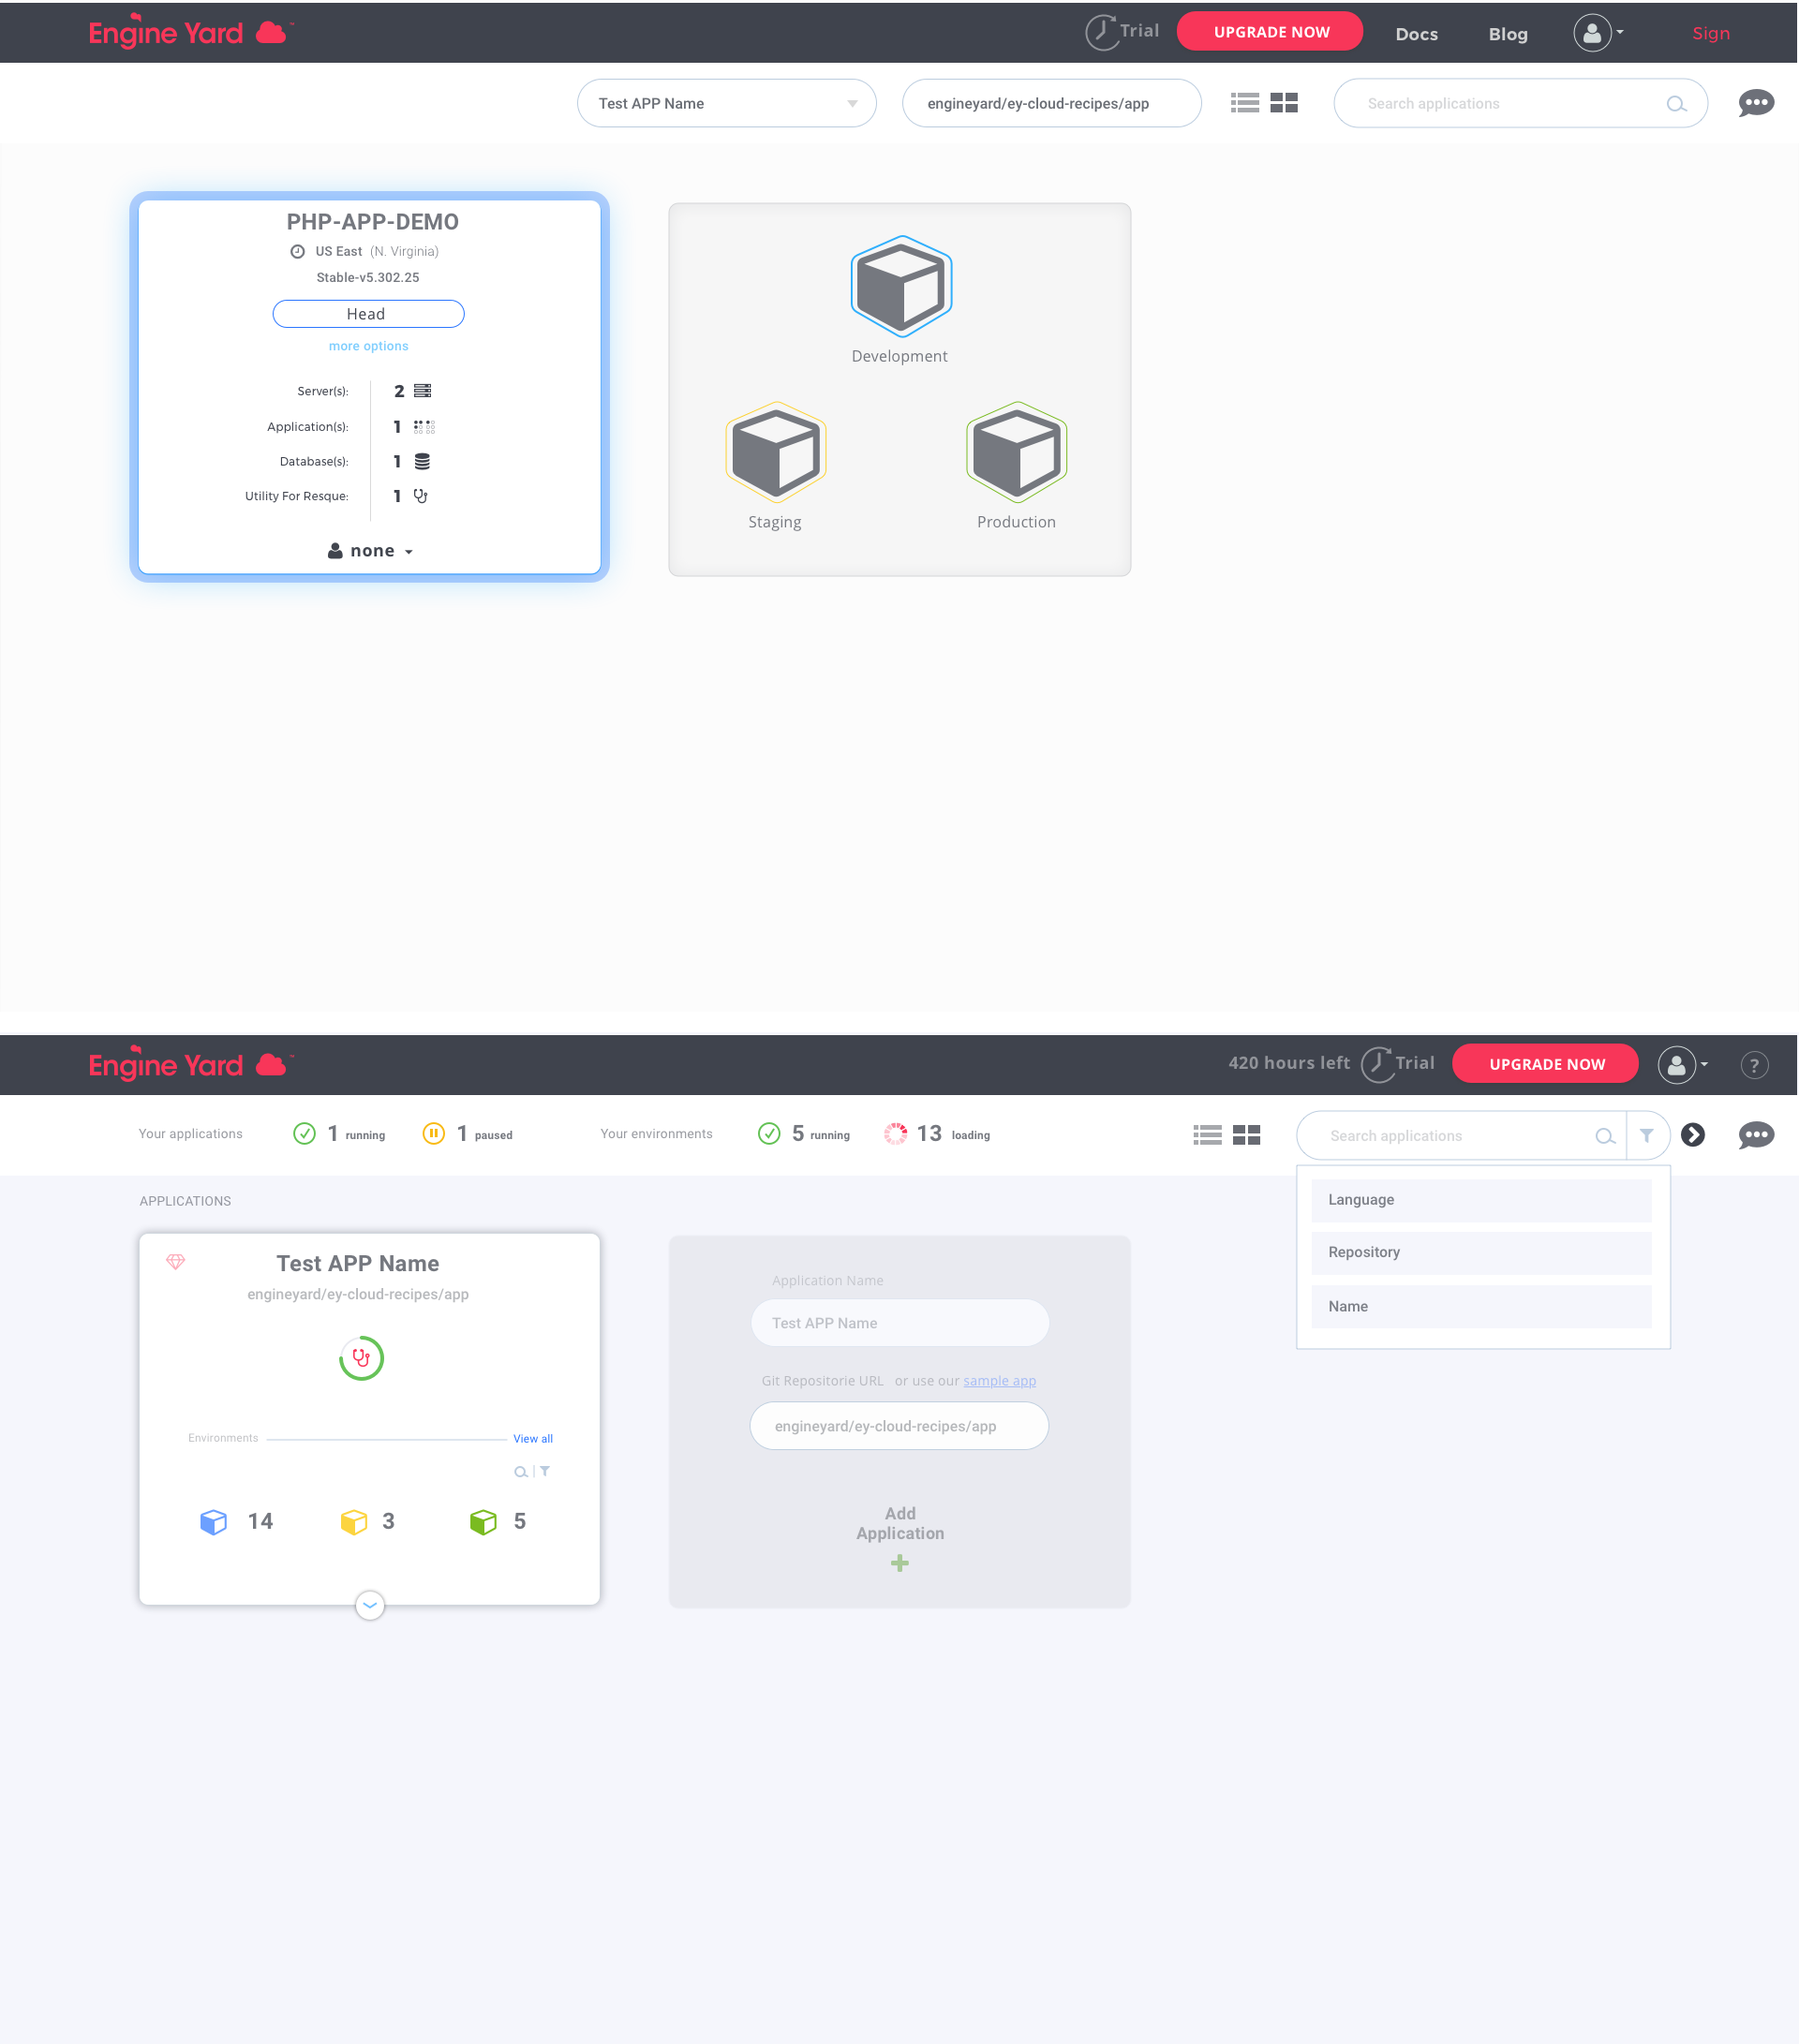 Engine Yard ™
Trial
UPGRADE NOW
Docs
Blog
Sign
Test APP Name
engineyard/ey-cloud-recipes/app
Search applications
PHP-APP-DEMO
US East (N. Virginia)
Stable-v5.302.25
Head
more options
Server(s): 2
Application(s): 1
Database(s): 1
Utility For Resque: 1
none
Development
Staging
Production
Engine Yard ™
420 hours left
Trial
UPGRADE NOW
?
Your applications
1 running
1 paused
Your environments
5 running
13 loading
Search applications
Language
Repository
Name
APPLICATIONS
Test APP Name
engineyard/ey-cloud-recipes/app
Environments
View all
14
3
5
Application Name
Test APP Name
Git Repositorie URL or use our sample app
engineyard/ey-cloud-recipes/app
Add
Application